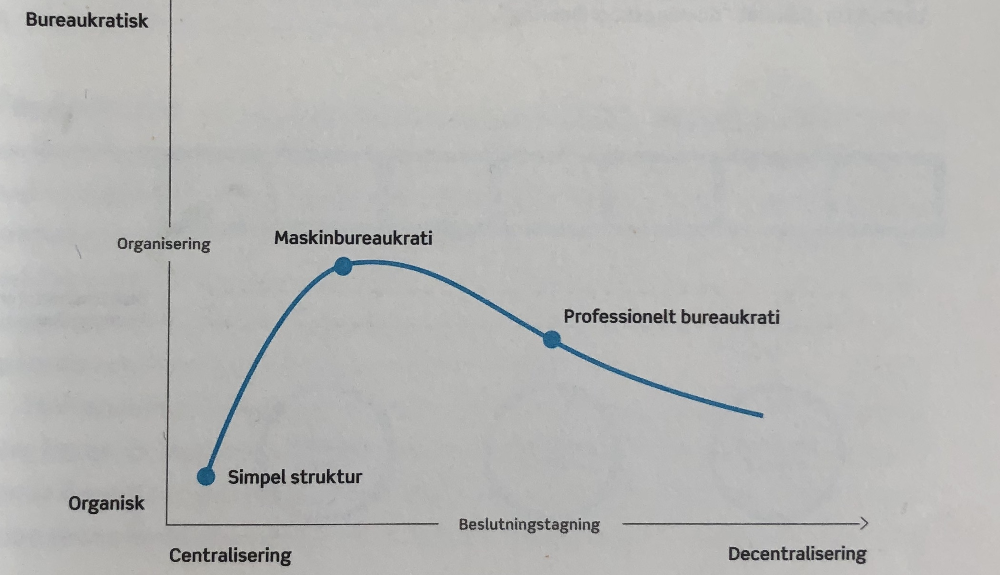 Bureaukratisk
Organisering
Maskinbureaukrati
Professionelt bureaukrati
Simpel struktur
Organisk
Beslutningstagning
Centralisering
Decentralisering